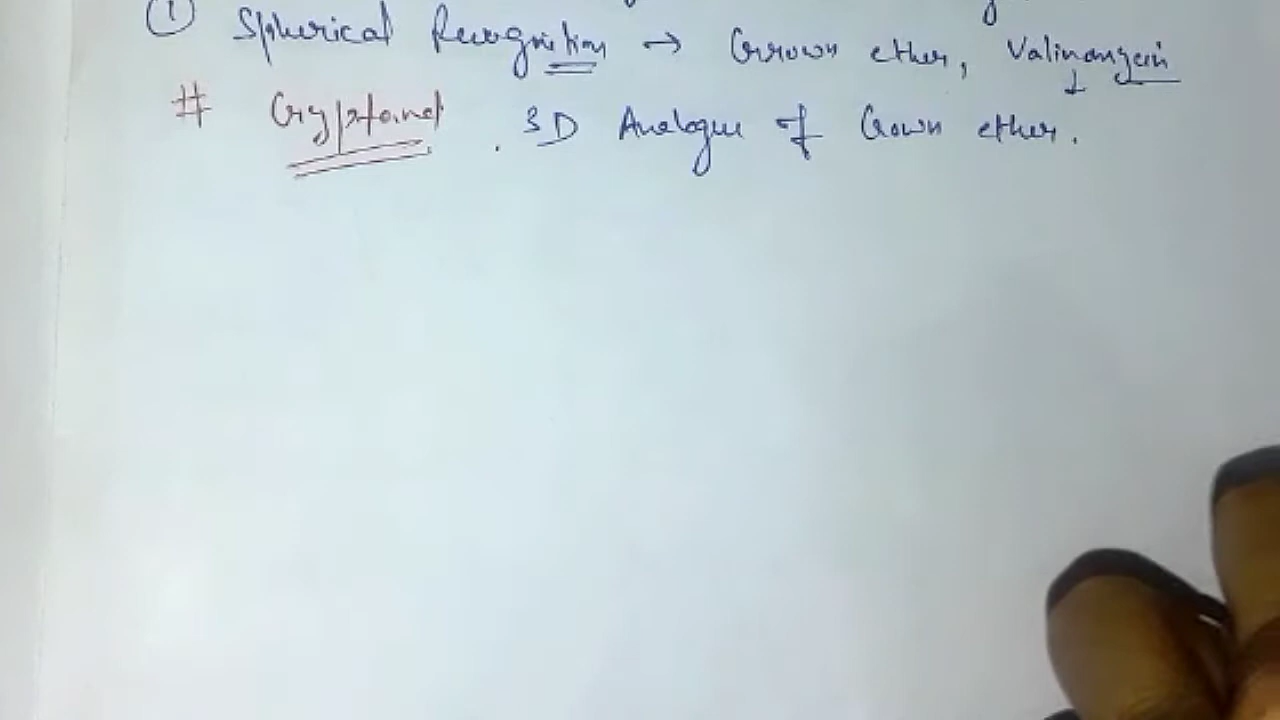 ① Spherical Recognition → Crown ether, Valinomycin
↓
# Cryptand . 3D Analogue of Crown ether.